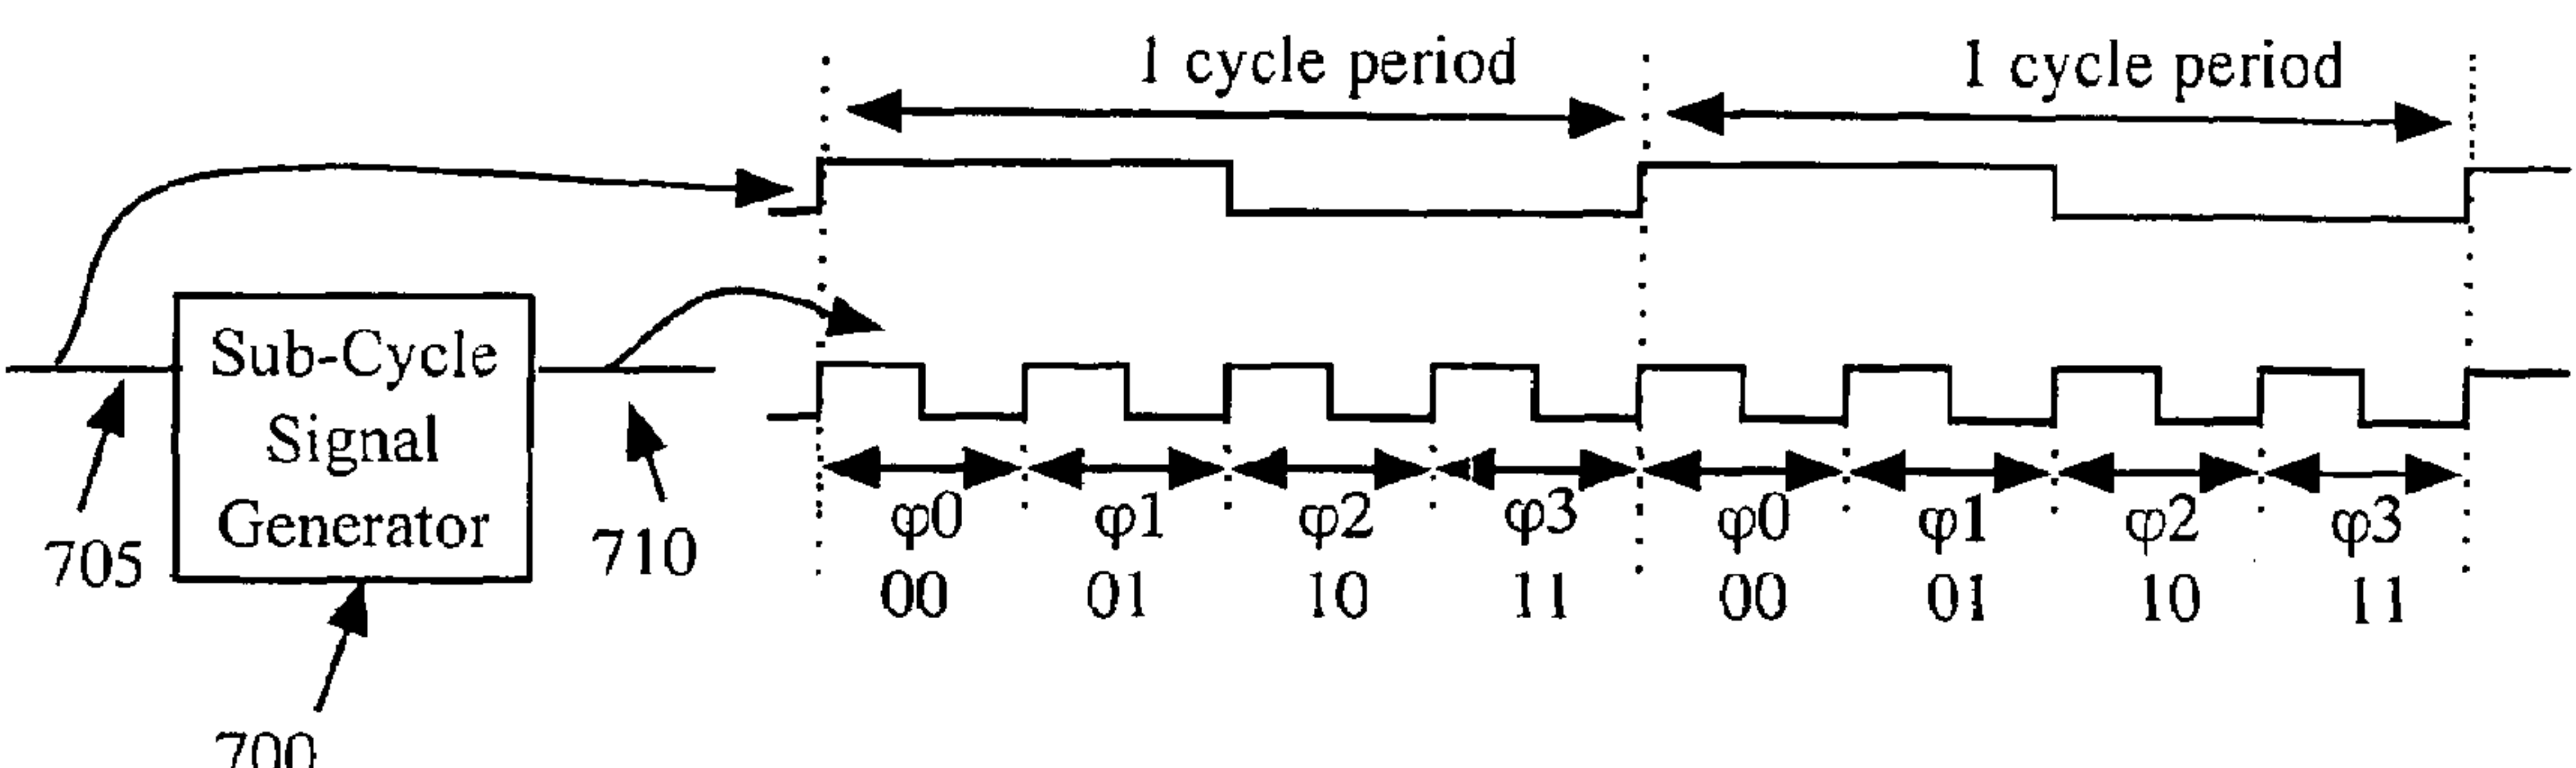 1 cycle period 1 cycle period
Sub-Cycle
Signal
Generator
705
710
700
φ0 φ1 φ2 φ3 φ0 φ1 φ2 φ3
00 01 10 11 00 01 10 11